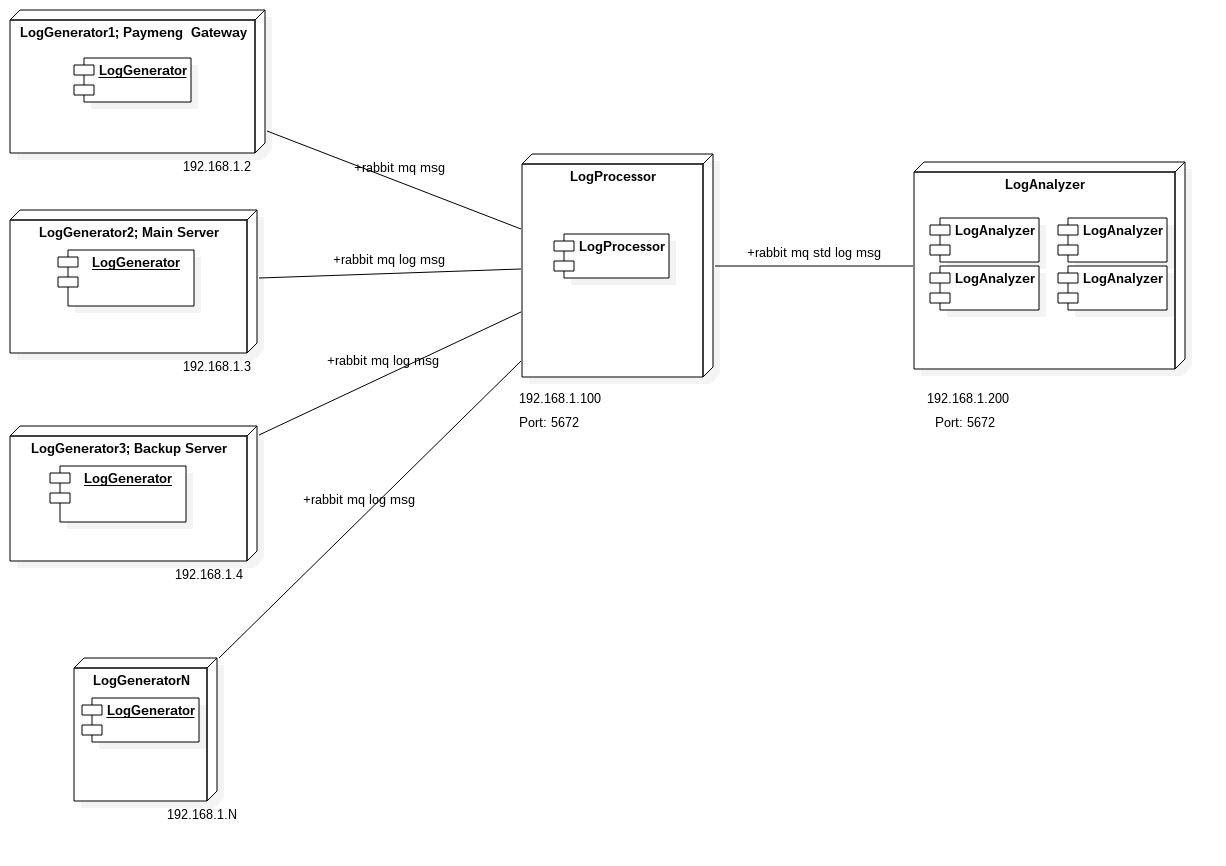 LogGenerator1; Paymeng  Gateway
LogGenerator
192.168.1.2
+rabbit mq msg
LogGenerator2; Main Server
LogGenerator
192.168.1.3
+rabbit mq log msg
LogGenerator3; Backup Server
LogGenerator
192.168.1.4
+rabbit mq log msg
LogGeneratorN
LogGenerator
192.168.1.N
+rabbit mq log msg
LogProcessor
LogProcessor
192.168.1.100
Port: 5672
+rabbit mq std log msg
LogAnalyzer
LogAnalyzer
LogAnalyzer
LogAnalyzer
LogAnalyzer
192.168.1.200
Port: 5672